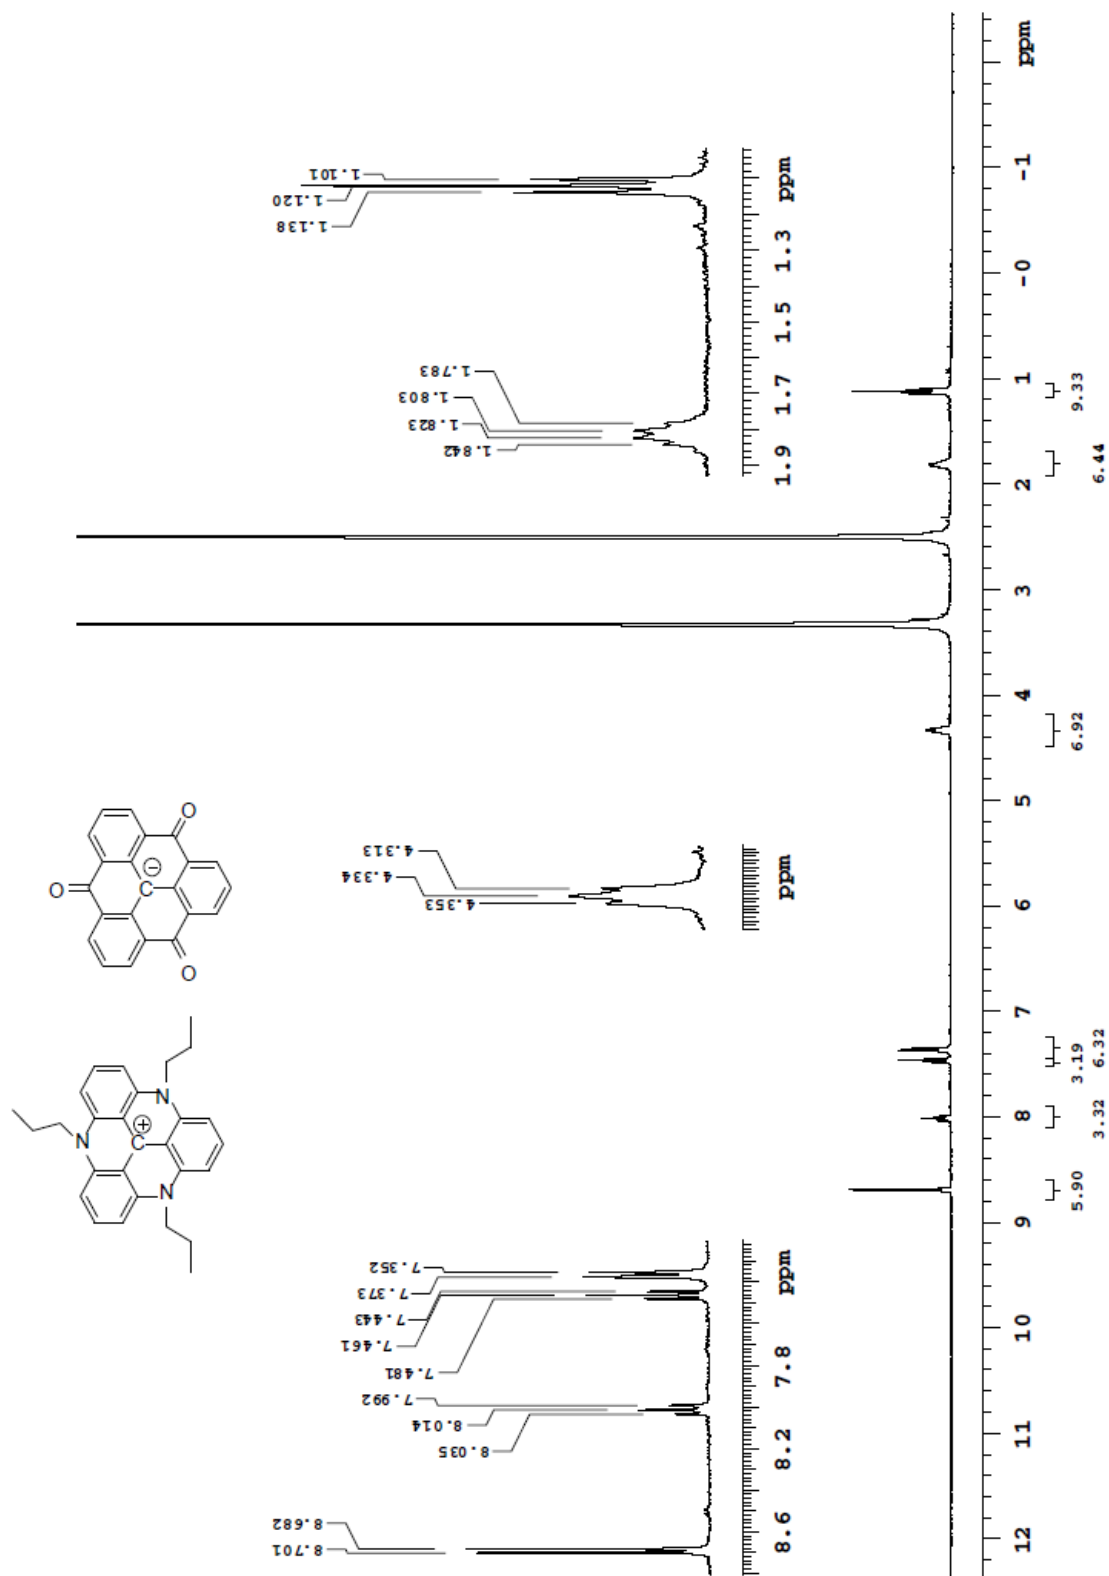 O
O
O
C
−
N
N
N
C
+
8.701
8.682
8.035
8.014
7.992
7.481
7.461
7.443
7.373
7.352
4.353
4.334
4.313
1.842
1.823
1.803
1.783
1.138
1.120
1.101
8.6 8.2 7.8 ppm
ppm
1.9 1.7 1.5 1.3 ppm
12 11 10 9 8 7 6 5 4 3 2 1 -0 -1 ppm
5.90
3.32
3.19
6.32
6.92
6.44
9.33